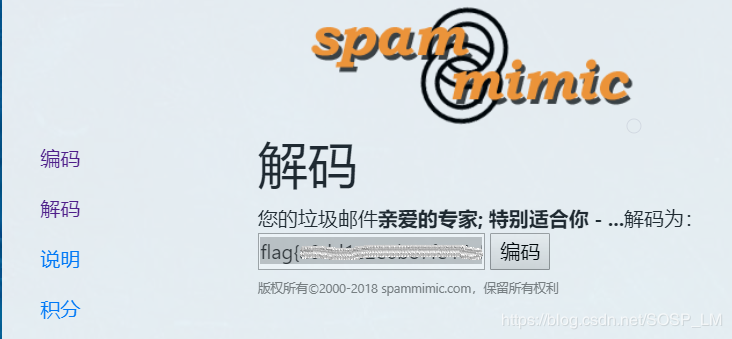 spam
mimic
编码
解码
说明
积分
解码
您的垃圾邮件亲爱的专家; 特别适合你 - ...解码为：
flag{
编码
版权所有©2000-2018 spammimic.com，保留所有权利
https://blog.csdn.net/SOSP_LM